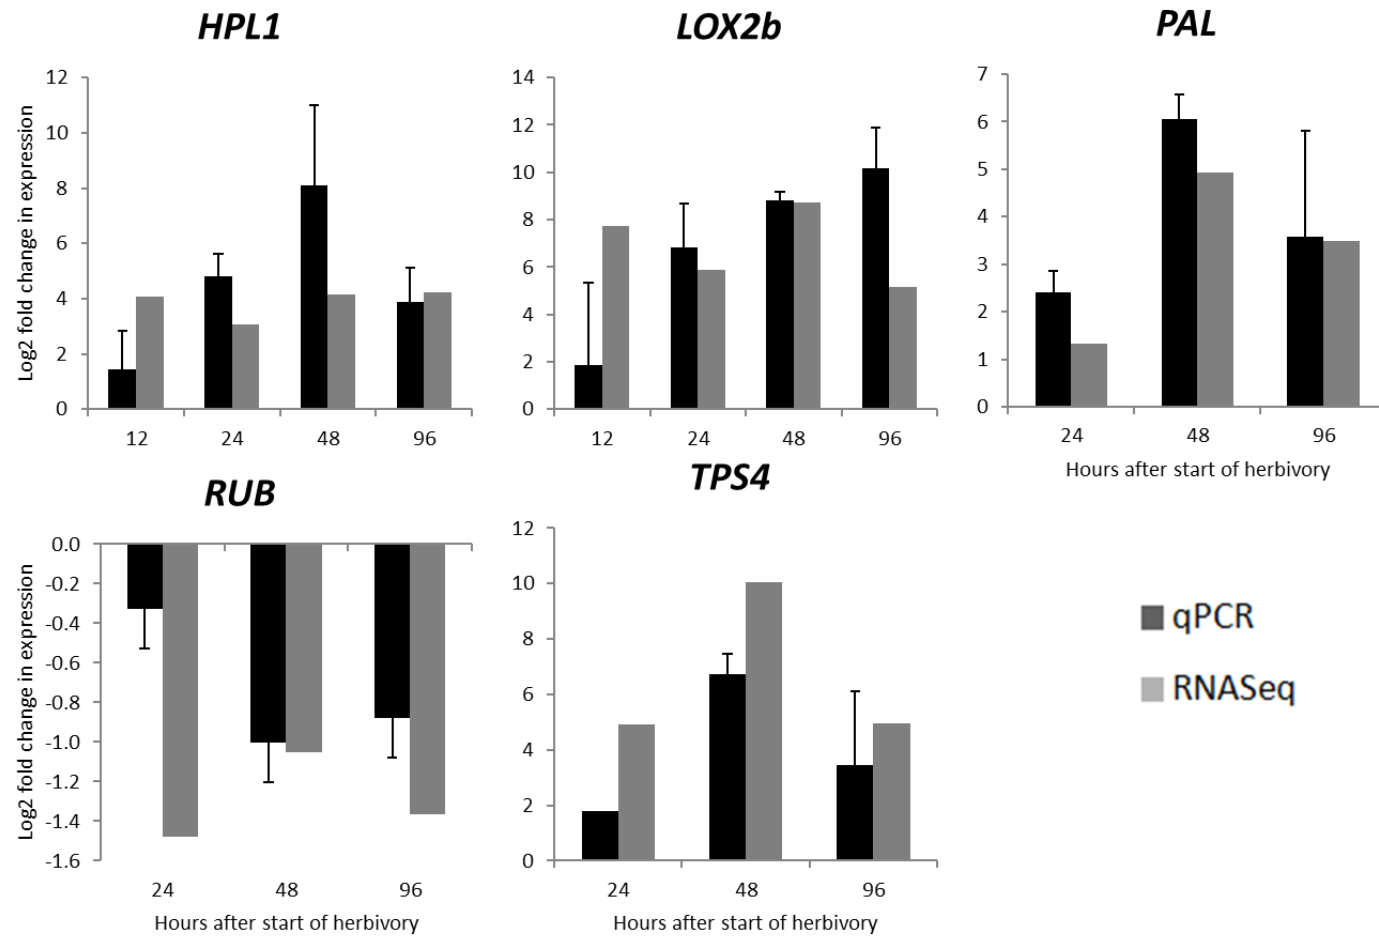 HPL1
Log2 fold change in expression
12
10
8
6
4
2
0
12 24 48 96
LOX2b
14
12
10
8
6
4
2
0
12 24 48 96
PAL
7
6
5
4
3
2
1
0
24 48 96
Hours after start of herbivory
RUB
Log2 fold change in expression
0.0
-0.2
-0.4
-0.6
-0.8
-1.0
-1.2
-1.4
-1.6
24 48 96
Hours after start of herbivory
TPS4
12
10
8
6
4
2
0
24 48 96
Hours after start of herbivory
qPCR
RNASeq